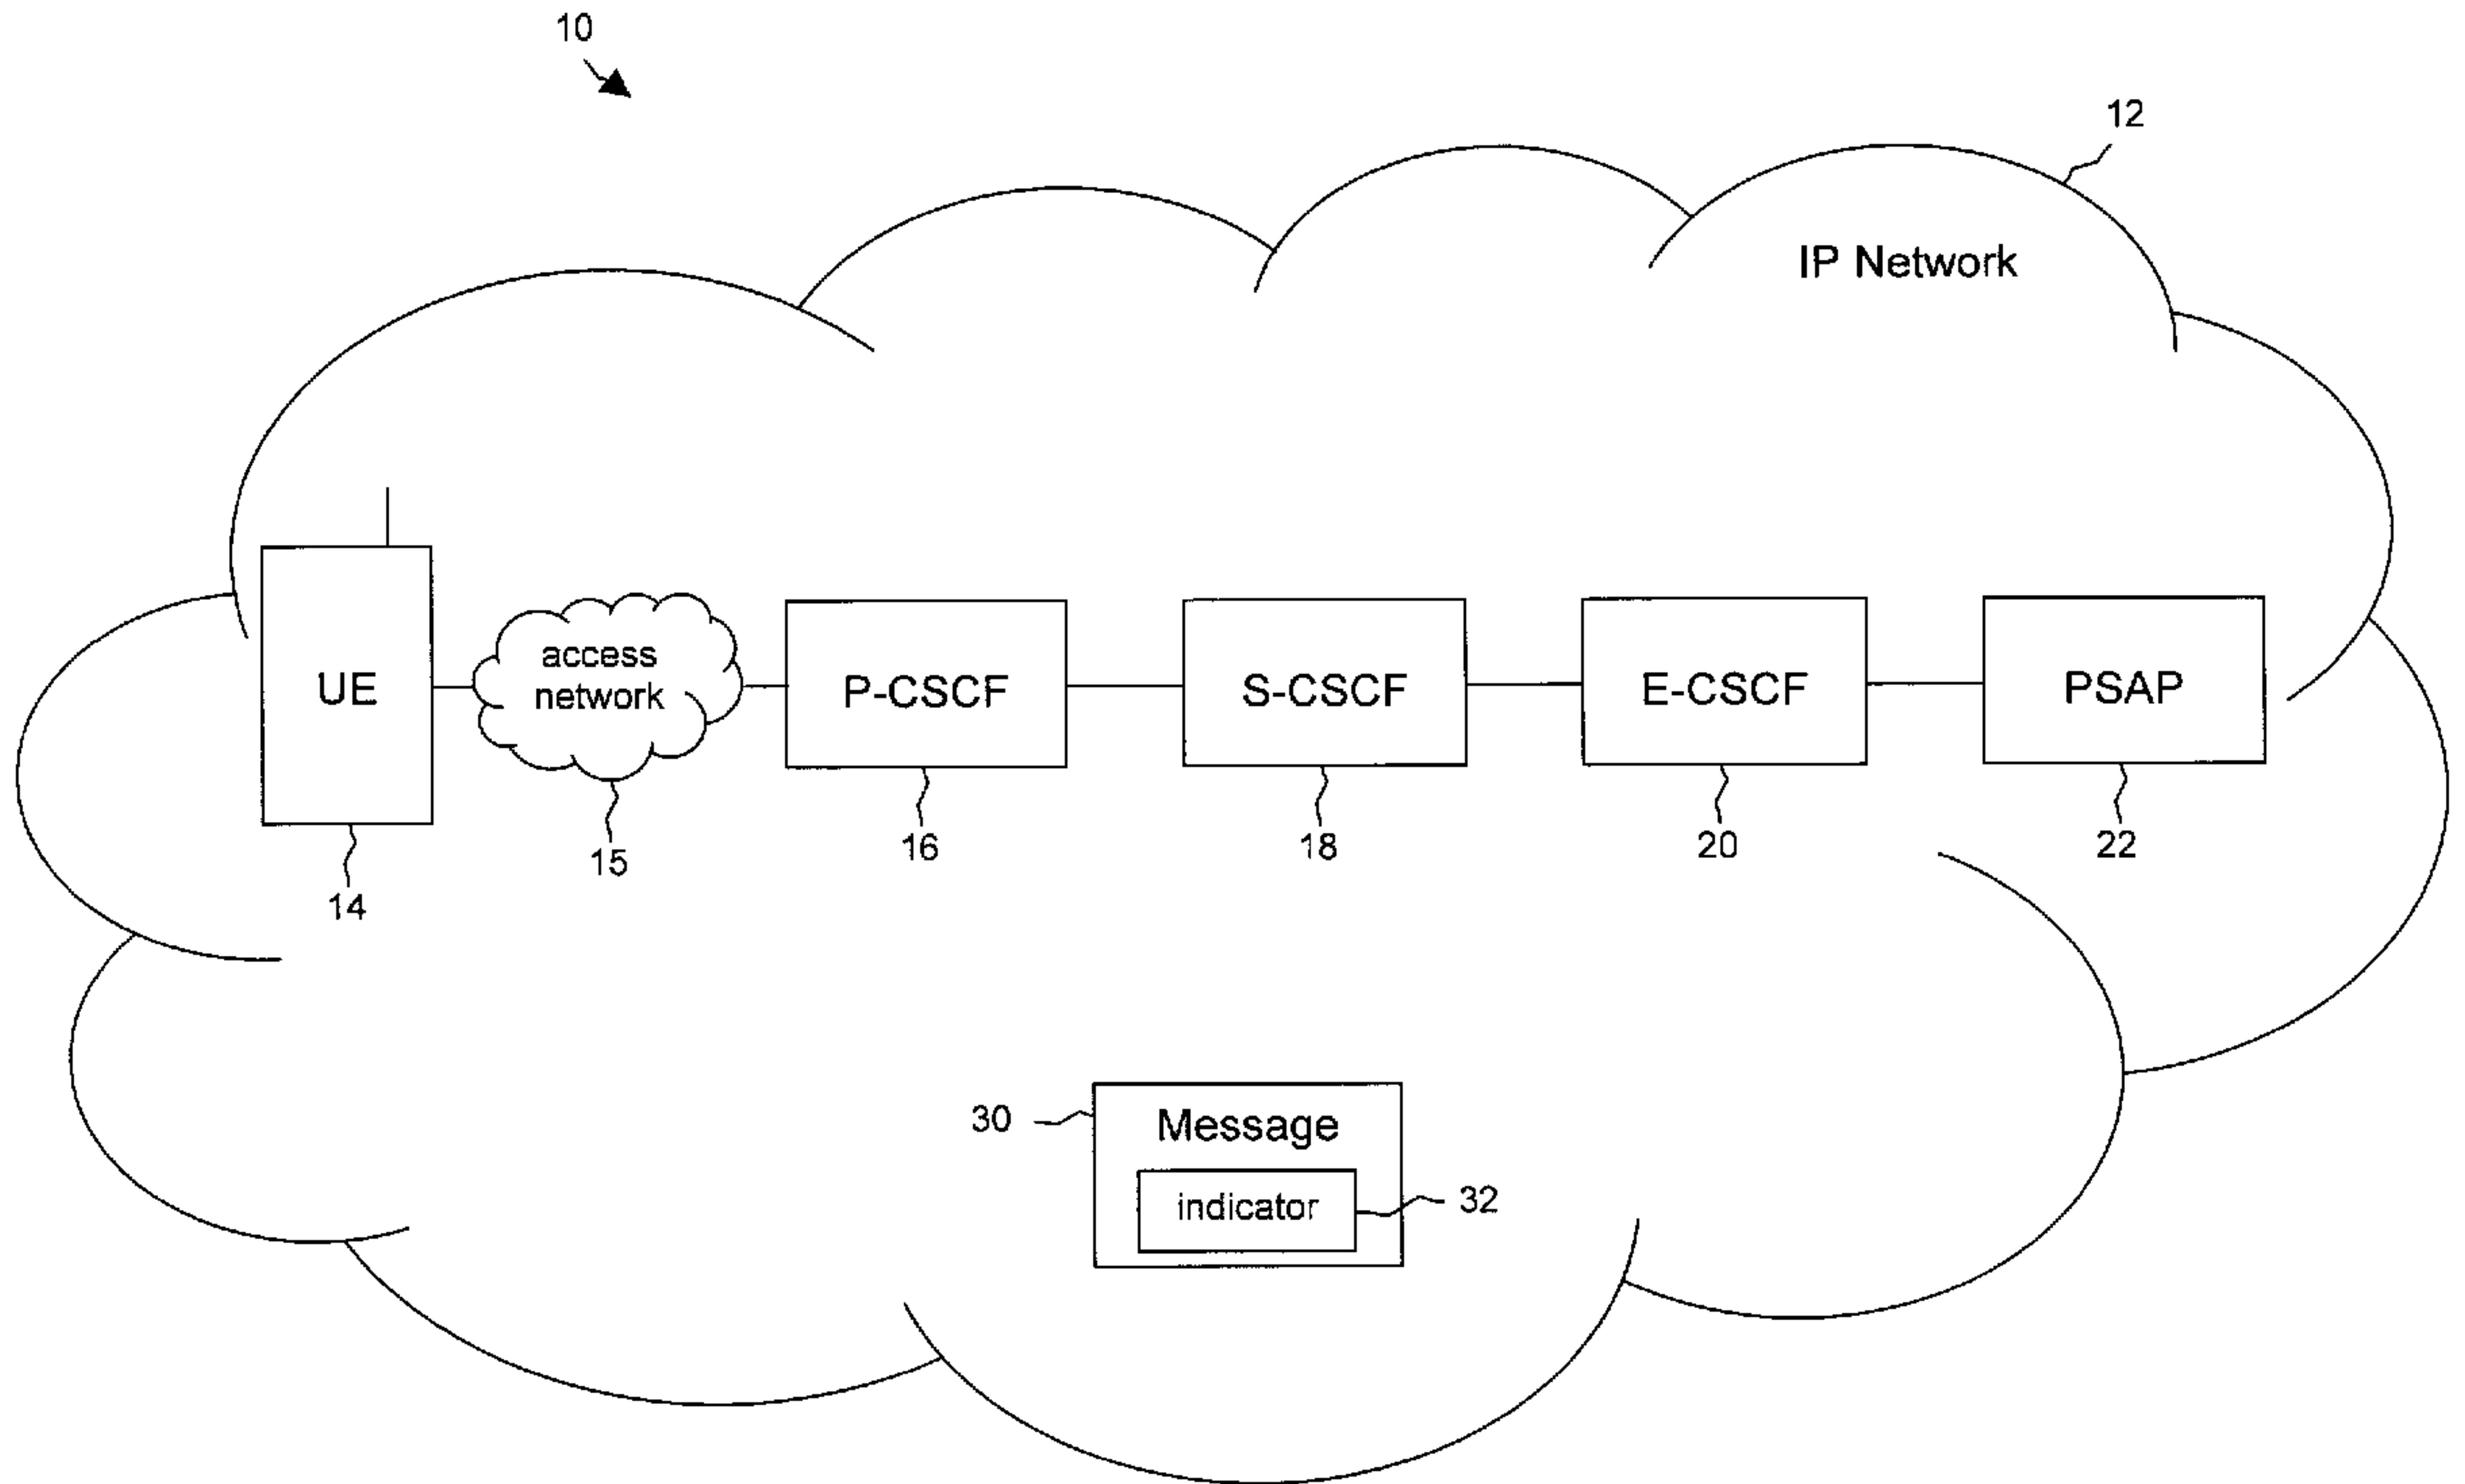 10
12
IP Network
UE
access
network
P-CSCF
S-CSCF
E-CSCF
PSAP
14
15
16
18
20
22
30
Message
indicator
32